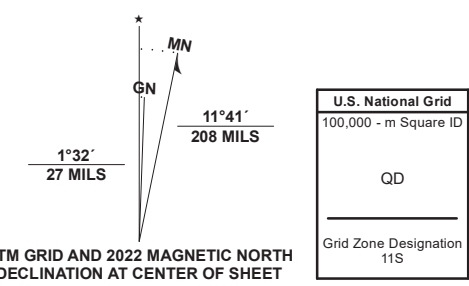 ★
MN
GN
11°41´
208 MILS
1°32´
27 MILS
TM GRID AND 2022 MAGNETIC NORTH
DECLINATION AT CENTER OF SHEET
U.S. National Grid
100,000 - m Square ID
QD
Grid Zone Designation
11S